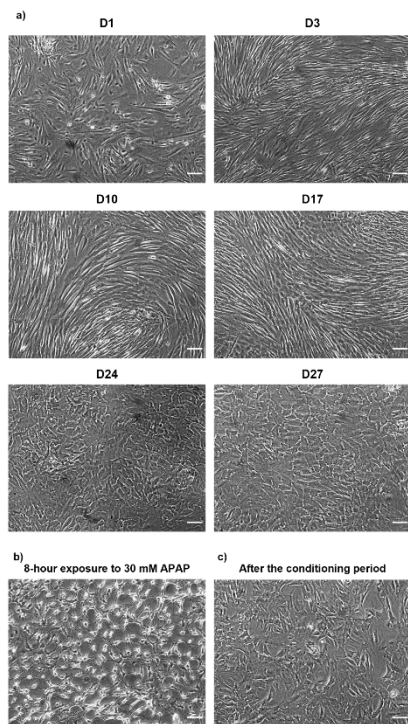 a)
D1 D3
D10 D17
D24 D27
b) c)
8-hour exposure to 30 mM APAP After the conditioning period